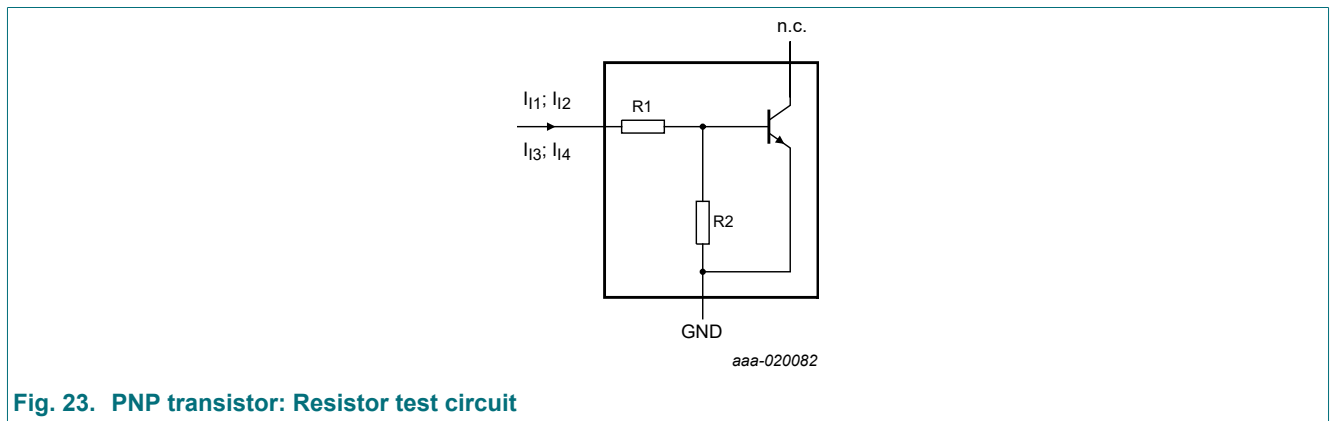 n.c.
I_I1; I_I2
R1
I_I3; I_I4
R2
GND
aaa-020082
Fig. 23. PNP transistor: Resistor test circuit